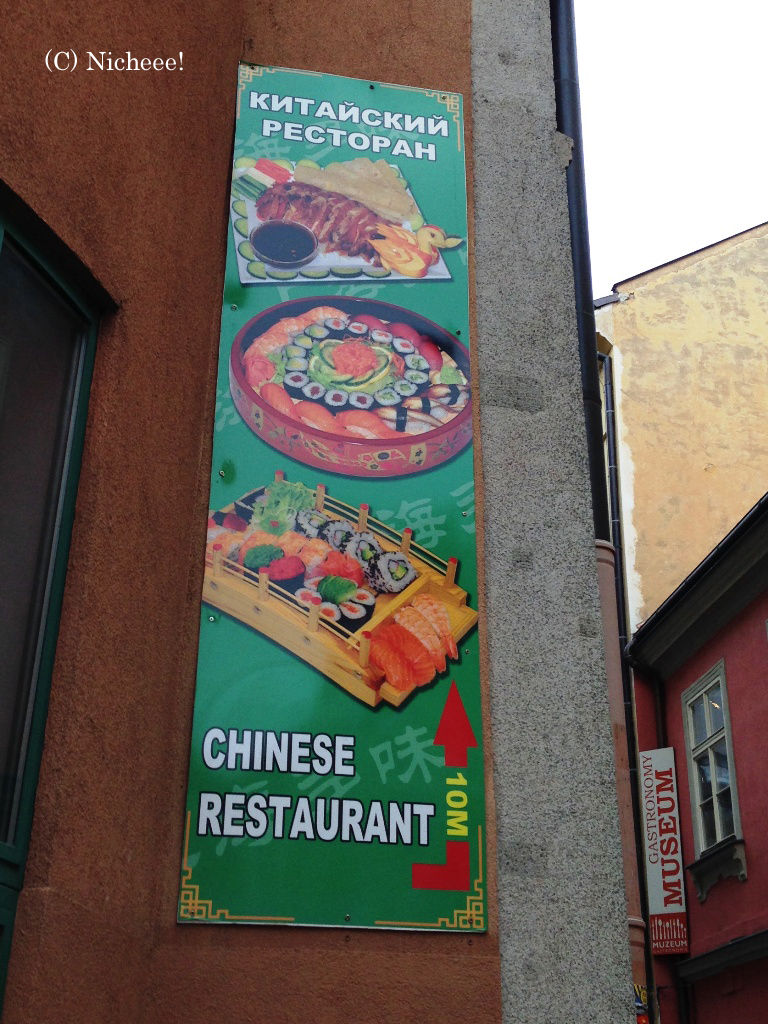 (C) Nicheee!
КИТАЙСКИЙ
РЕСТОРАН
CHINESE
RESTAURANT
10M
GASTRONOMY
MUSEUM
MUZEUM